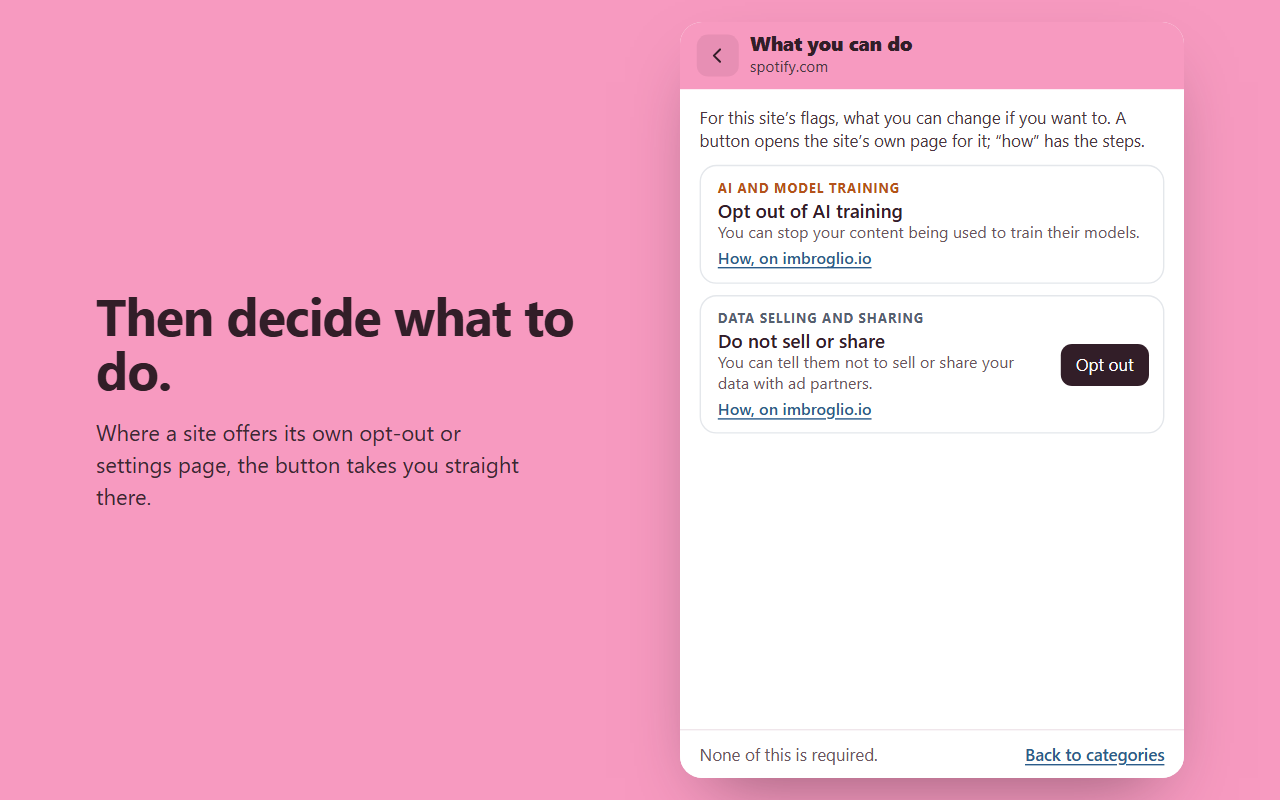 Then decide what to
do.
Where a site offers its own opt-out or
settings page, the button takes you straight
there.
What you can do
spotify.com
For this site’s flags, what you can change if you want to. A
button opens the site’s own page for it; “how” has the steps.
AI AND MODEL TRAINING
Opt out of AI training
You can stop your content being used to train their models.
How, on imbroglio.io
DATA SELLING AND SHARING
Do not sell or share
You can tell them not to sell or share your
data with ad partners.
How, on imbroglio.io
Opt out
None of this is required.
Back to categories